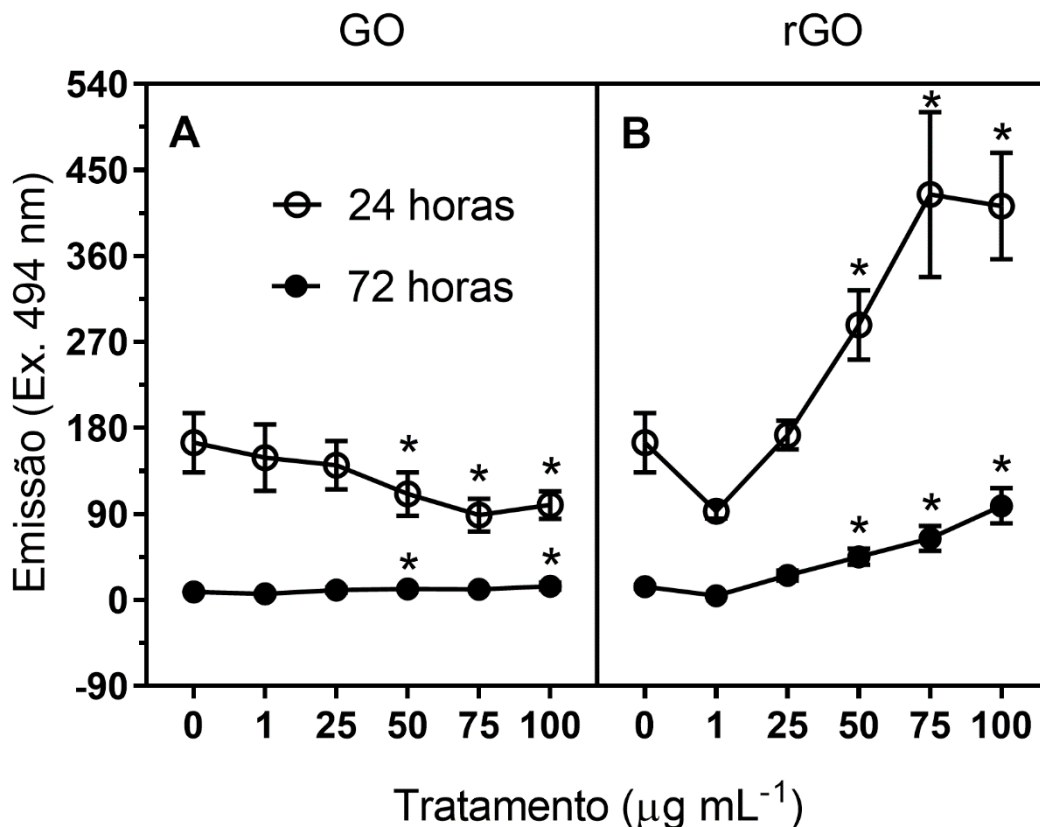 GO rGO
540
450
360
270
180
90
0
-90
Emissão (Ex. 494 nm)
A
24 horas
72 horas
* * *
* *
B
* * * * * *
0 1 25 50 75 100
0 1 25 50 75 100
Tratamento (μg mL⁻¹)